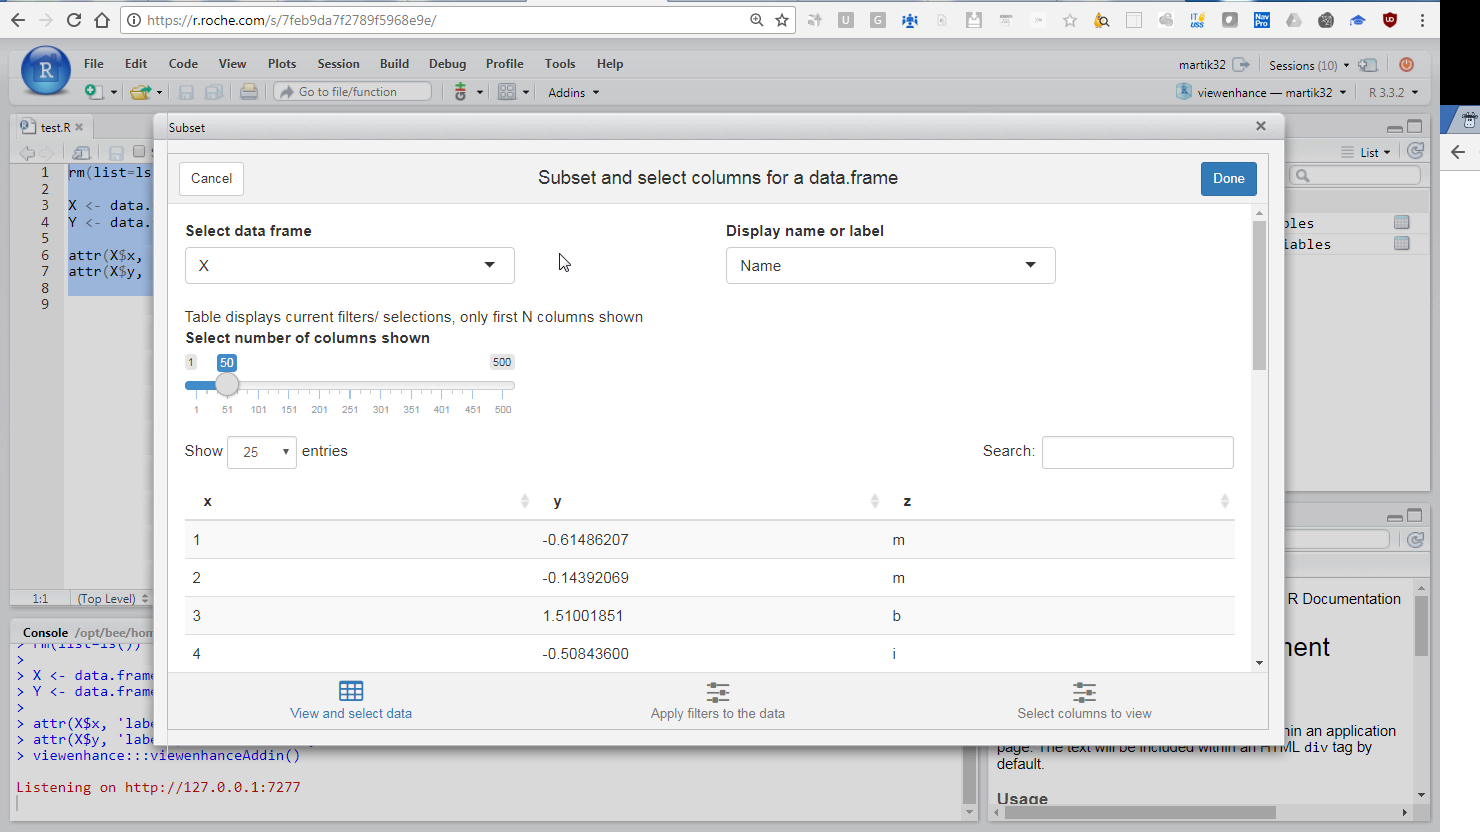 https://r.roche.com/s/7feb9da7f2789f5968e9e/
File Edit Code View Plots Session Build Debug Profile Tools Help
martik32 Sessions (10)
Go to file/function Addins
viewenhance — martik32 R 3.3.2
test.R
Subset
List
Cancel
Subset and select columns for a data.frame
Done
1 rm(list=ls
2
3 X <- data.
4 Y <- data.
5
6 attr(X$x,
7 attr(X$y,
8
9
Select data frame
Display name or label
X
Name
Table displays current filters/ selections, only first N columns shown
Select number of columns shown
1 50 500
1 51 101 151 201 251 301 351 401 451 500
Show 25 entries
Search:
x y z
1 -0.61486207 m
2 -0.14392069 m
3 1.51001851 b
4 -0.50843600 i
View and select data
Apply filters to the data
Select columns to view
1:1 (Top Level)
Console /opt/bee/hom
> rm(list=ls())
>
> X <- data.frame
> Y <- data.frame
>
> attr(X$x, 'labe
> attr(X$y, 'labe
> viewenhance:::viewenhanceAddin()
Listening on http://127.0.0.1:7277
R Documentation
page. The text will be included within an HTML div tag by
default.
Usage